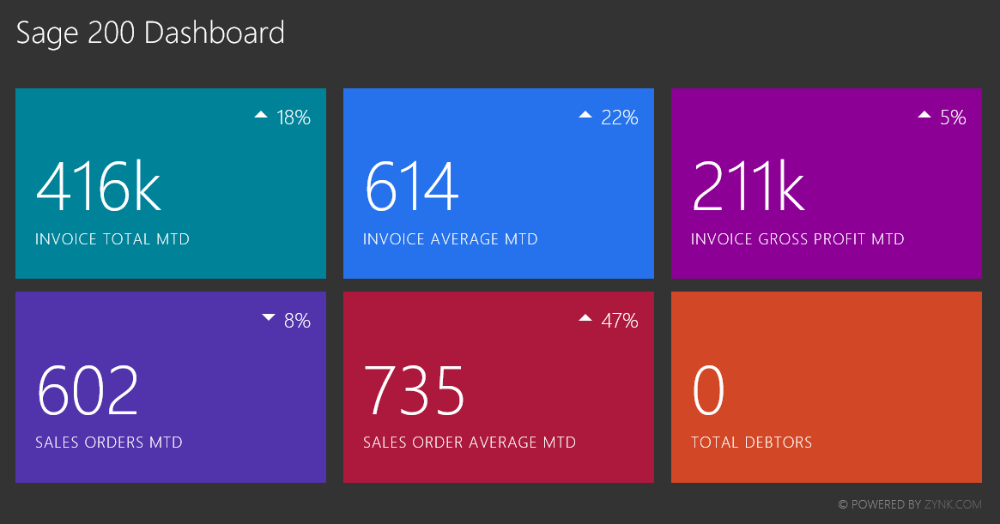 Sage 200 Dashboard
18%
416k
INVOICE TOTAL MTD
22%
614
INVOICE AVERAGE MTD
5%
211k
INVOICE GROSS PROFIT MTD
8%
602
SALES ORDERS MTD
47%
735
SALES ORDER AVERAGE MTD
0
TOTAL DEBTORS
© POWERED BY ZYNK.COM